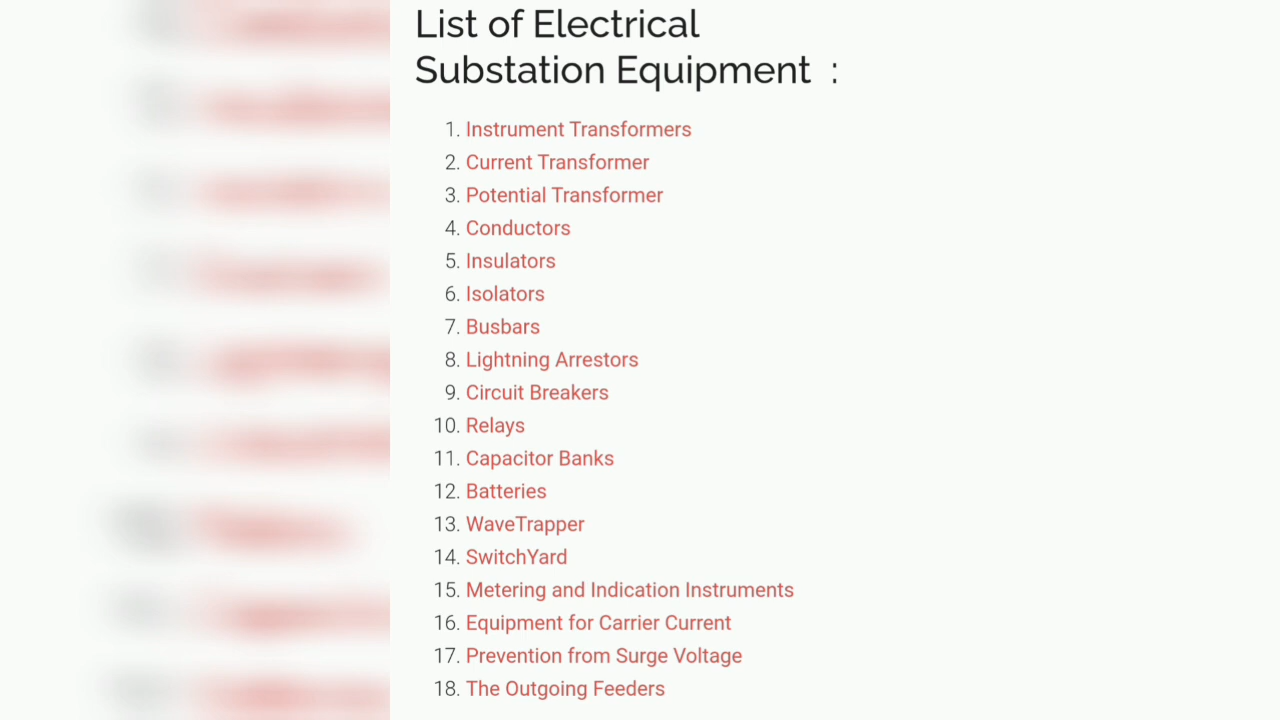 List of Electrical
Substation Equipment :
1. Instrument Transformers
2. Current Transformer
3. Potential Transformer
4. Conductors
5. Insulators
6. Isolators
7. Busbars
8. Lightning Arrestors
9. Circuit Breakers
10. Relays
11. Capacitor Banks
12. Batteries
13. WaveTrapper
14. SwitchYard
15. Metering and Indication Instruments
16. Equipment for Carrier Current
17. Prevention from Surge Voltage
18. The Outgoing Feeders